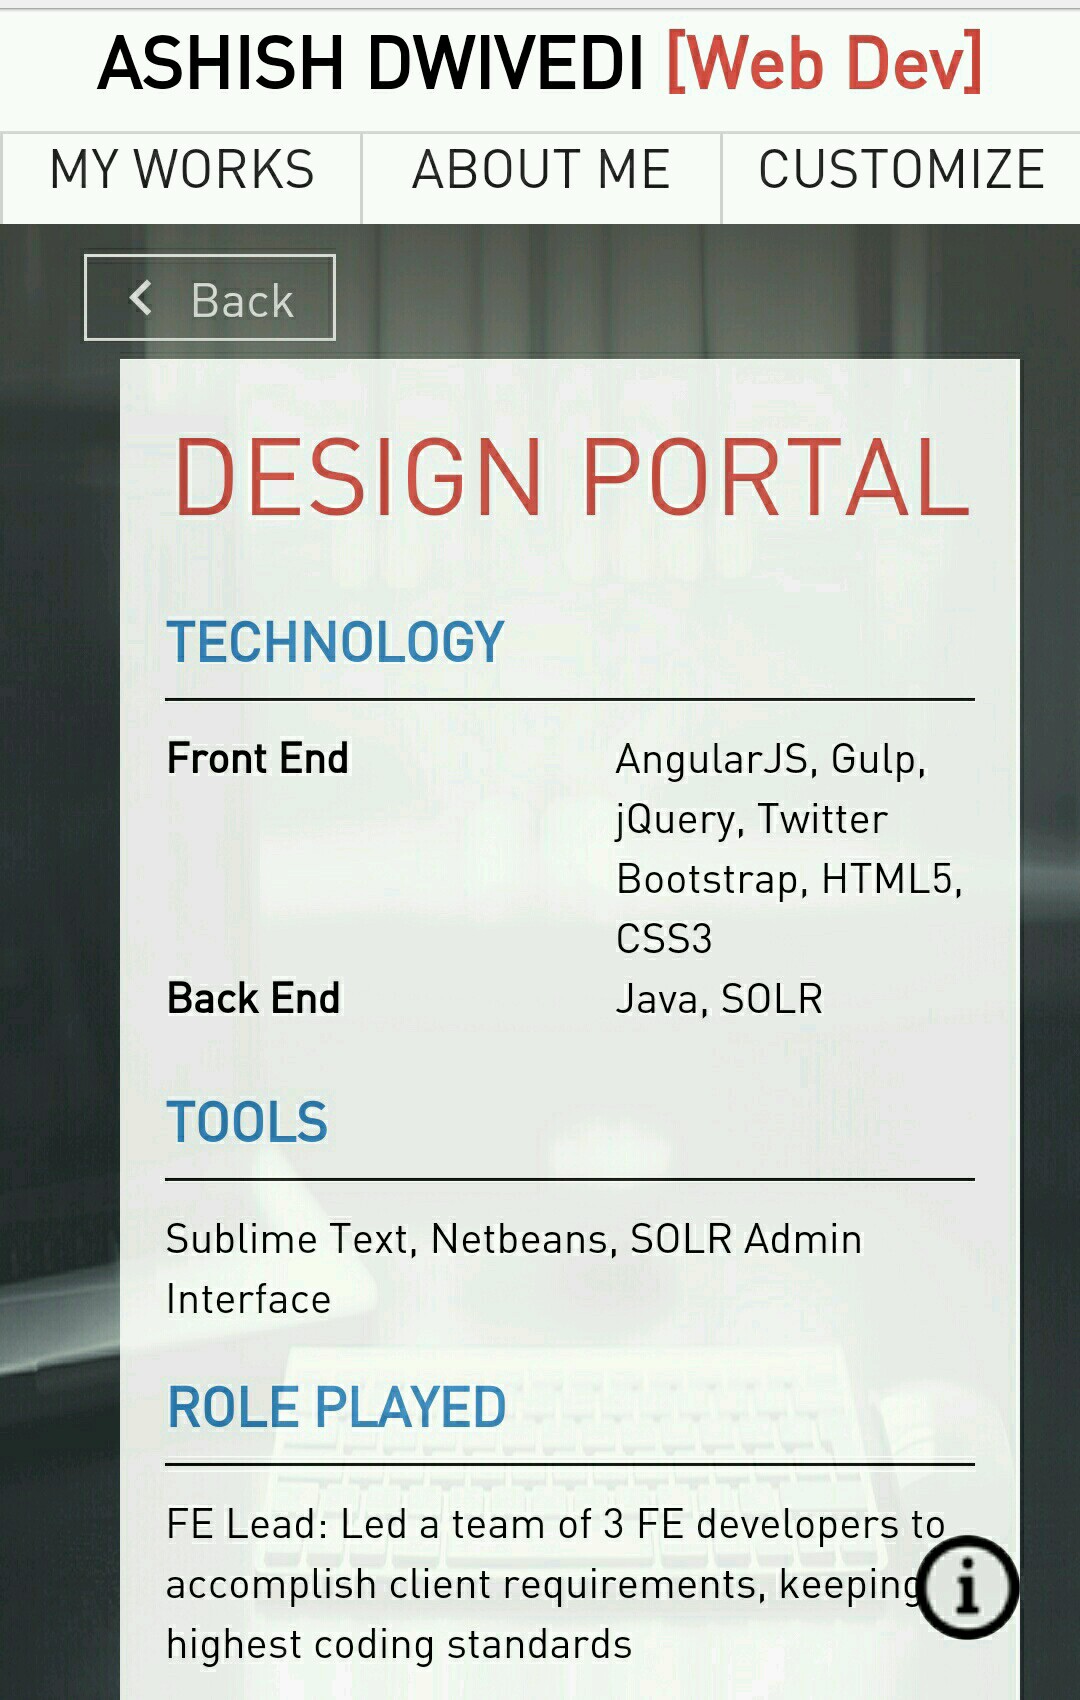 ASHISH DWIVEDI [Web Dev]
MY WORKS ABOUT ME CUSTOMIZE
Back
DESIGN PORTAL
TECHNOLOGY
Front End AngularJS, Gulp,
jQuery, Twitter
Bootstrap, HTML5,
CSS3
Back End Java, SOLR
TOOLS
Sublime Text, Netbeans, SOLR Admin
Interface
ROLE PLAYED
FE Lead: Led a team of 3 FE developers to
accomplish client requirements, keeping
highest coding standards